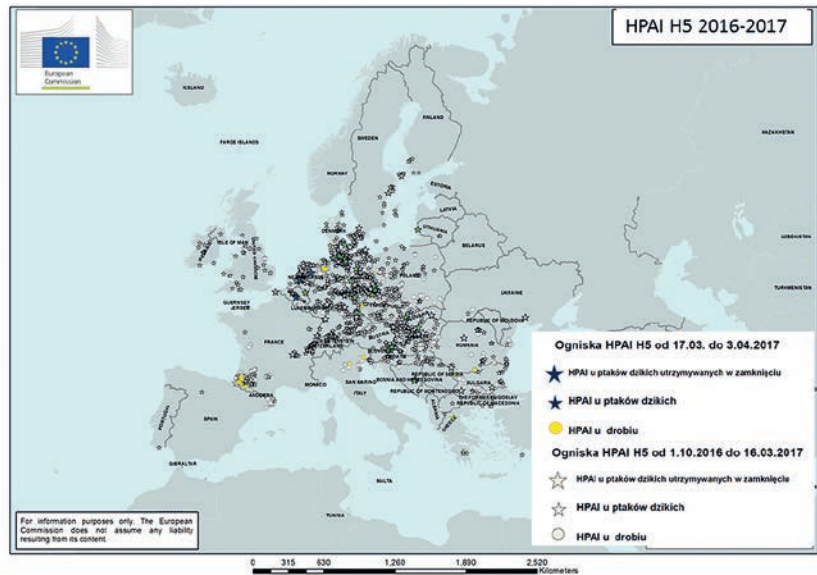 HPAI H5 2016-2017
European
Commission
ICELAND
FAROE ISLANDS
FINLAND
SWEDEN
NORWAY
ESTONIA
LATVIA
LITHUANIA
DENMARK
BELARUS
KAZAKHSTAN
UZBEKISTAN
TURKMENISTAN
ISLE OF MAN
POLAND
UKRAINE
GUERNSEY
JERSEY
FRANCE
AUSTRIA
REPUBLIC OF MOLDOVA
ROMANIA
REPUBLIC OF SERBIA
BOSNIA AND HERZEGOVINA
BULGARIA
REPUBLIC OF MONTENEGRO
MONACO
SAN MARINO
ITALY
ANDORRA
SPAIN
PORTUGAL
GREECE
GIBRALTAR
MALTA
TUNISIA
Ogniska HPAI H5 od 17.03. do 3.04.2017
HPAI u ptaków dzikich utrzymywanych w zamknięciu
HPAI u ptaków dzikich
HPAI u drobiu
Ogniska HPAI H5 od 1.10.2016 do 16.03.2017
HPAI u ptaków dzikich utrzymywanych w zamknięciu
HPAI u ptaków dzikich
HPAI u drobiu
For information purposes only. The European
Commission does not assume any liability
resulting from its content.
0 315 630 1,260 1,890 2,520
Kilometers